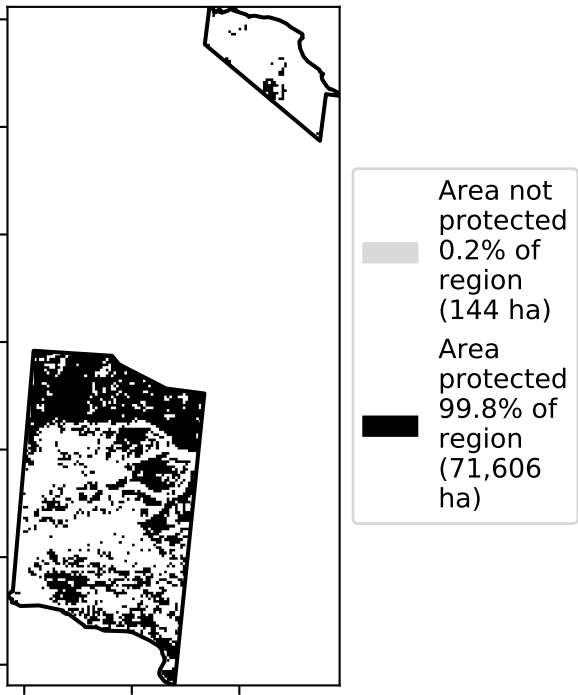 Area not
protected
0.2% of
region
(144 ha)
Area
protected
99.8% of
region
(71,606
ha)